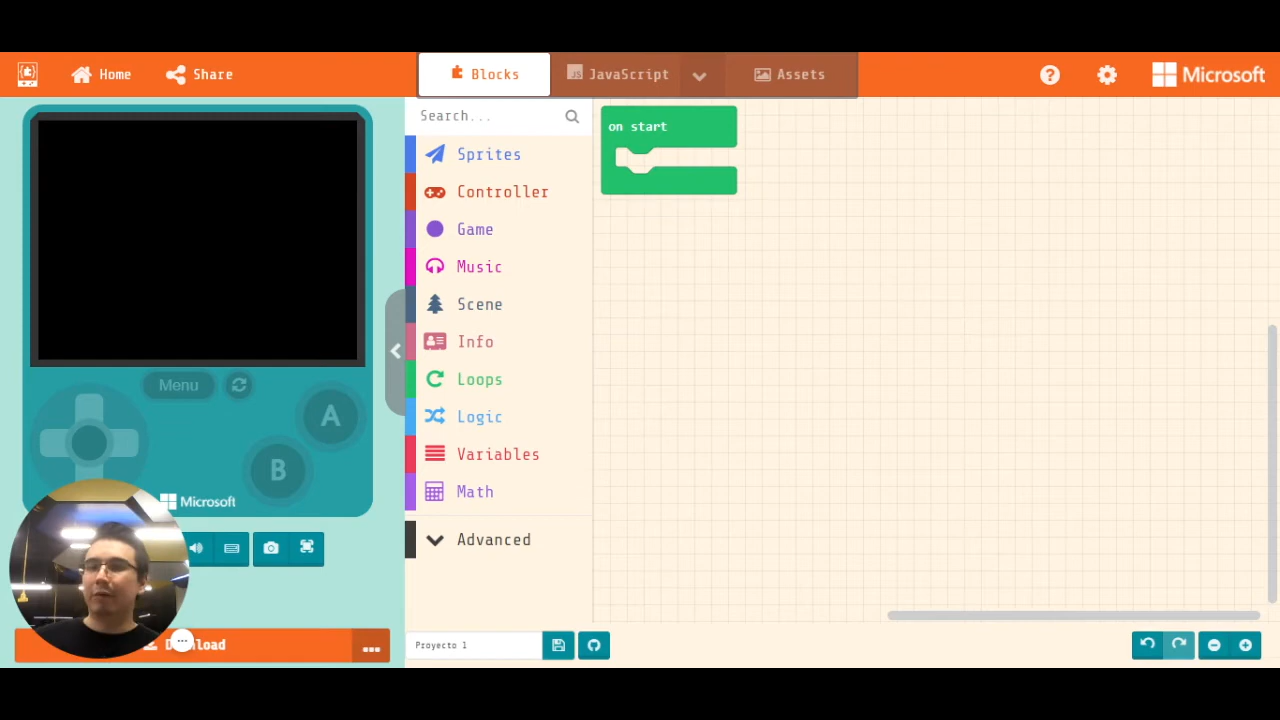 Home
Share
Blocks
JavaScript
Assets
Microsoft
Search...
Sprites
Controller
Game
Music
Scene
Info
Loops
Logic
Variables
Math
Advanced
on start
Menu
A
B
Microsoft
Download
Proyecto 1